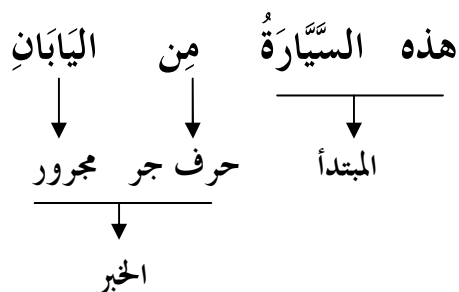 هذه السَّيَّارَةُ مِن اليَابَانِ
المبتدأ حرف جر مجرور
الخبر